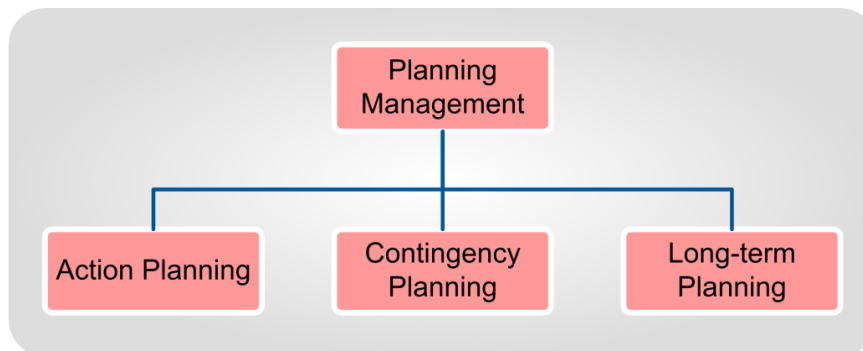 Planning
Management
Action Planning
Contingency
Planning
Long-term
Planning